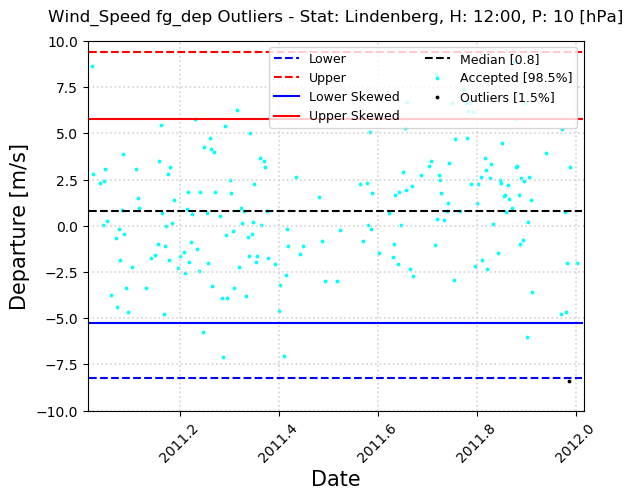 Wind_Speed fg_dep Outliers - Stat: Lindenberg, H: 12:00, P: 10 [hPa]
10.0
7.5
5.0
2.5
0.0
−2.5
−5.0
−7.5
−10.0
Departure [m/s]
Lower
Upper
Lower Skewed
Upper Skewed
Median [0.8]
Accepted [98.5%]
Outliers [1.5%]
2011.2
2011.4
2011.6
2011.8
2012.0
Date